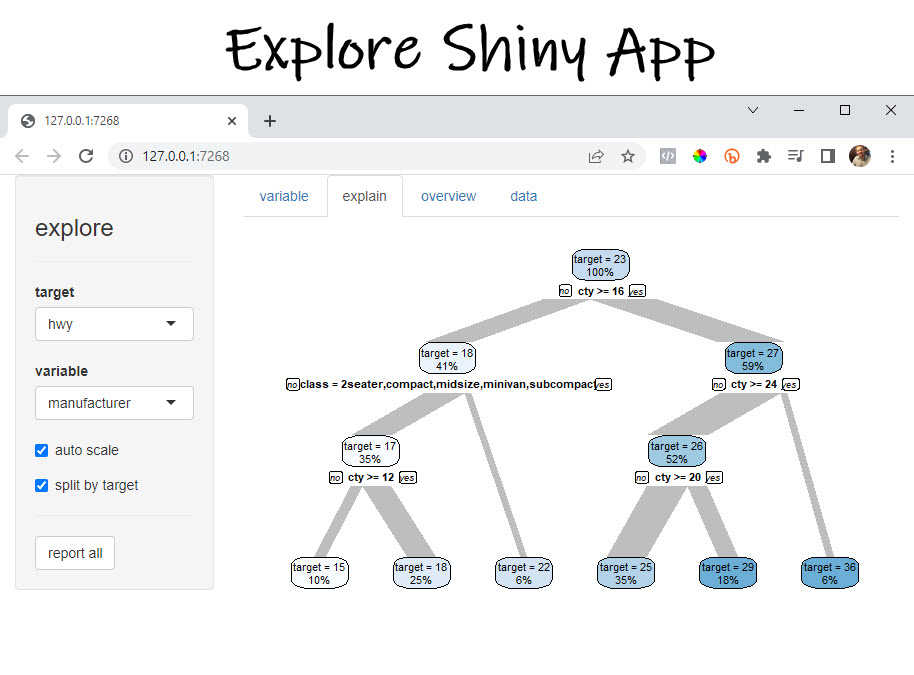 Explore Shiny App
127.0.0.1:7268
127.0.0.1:7268
explore
target
hwy
variable
manufacturer
auto scale
split by target
report all
variable explain overview data
target = 23
100%
no cty >= 16 yes
target = 18
41%
no class = 2seater,compact,midsize,minivan,subcompact yes
target = 27
59%
no cty >= 24 yes
target = 17
35%
no cty >= 12 yes
target = 26
52%
no cty >= 20 yes
target = 15
10%
target = 18
25%
target = 22
6%
target = 25
35%
target = 29
18%
target = 36
6%